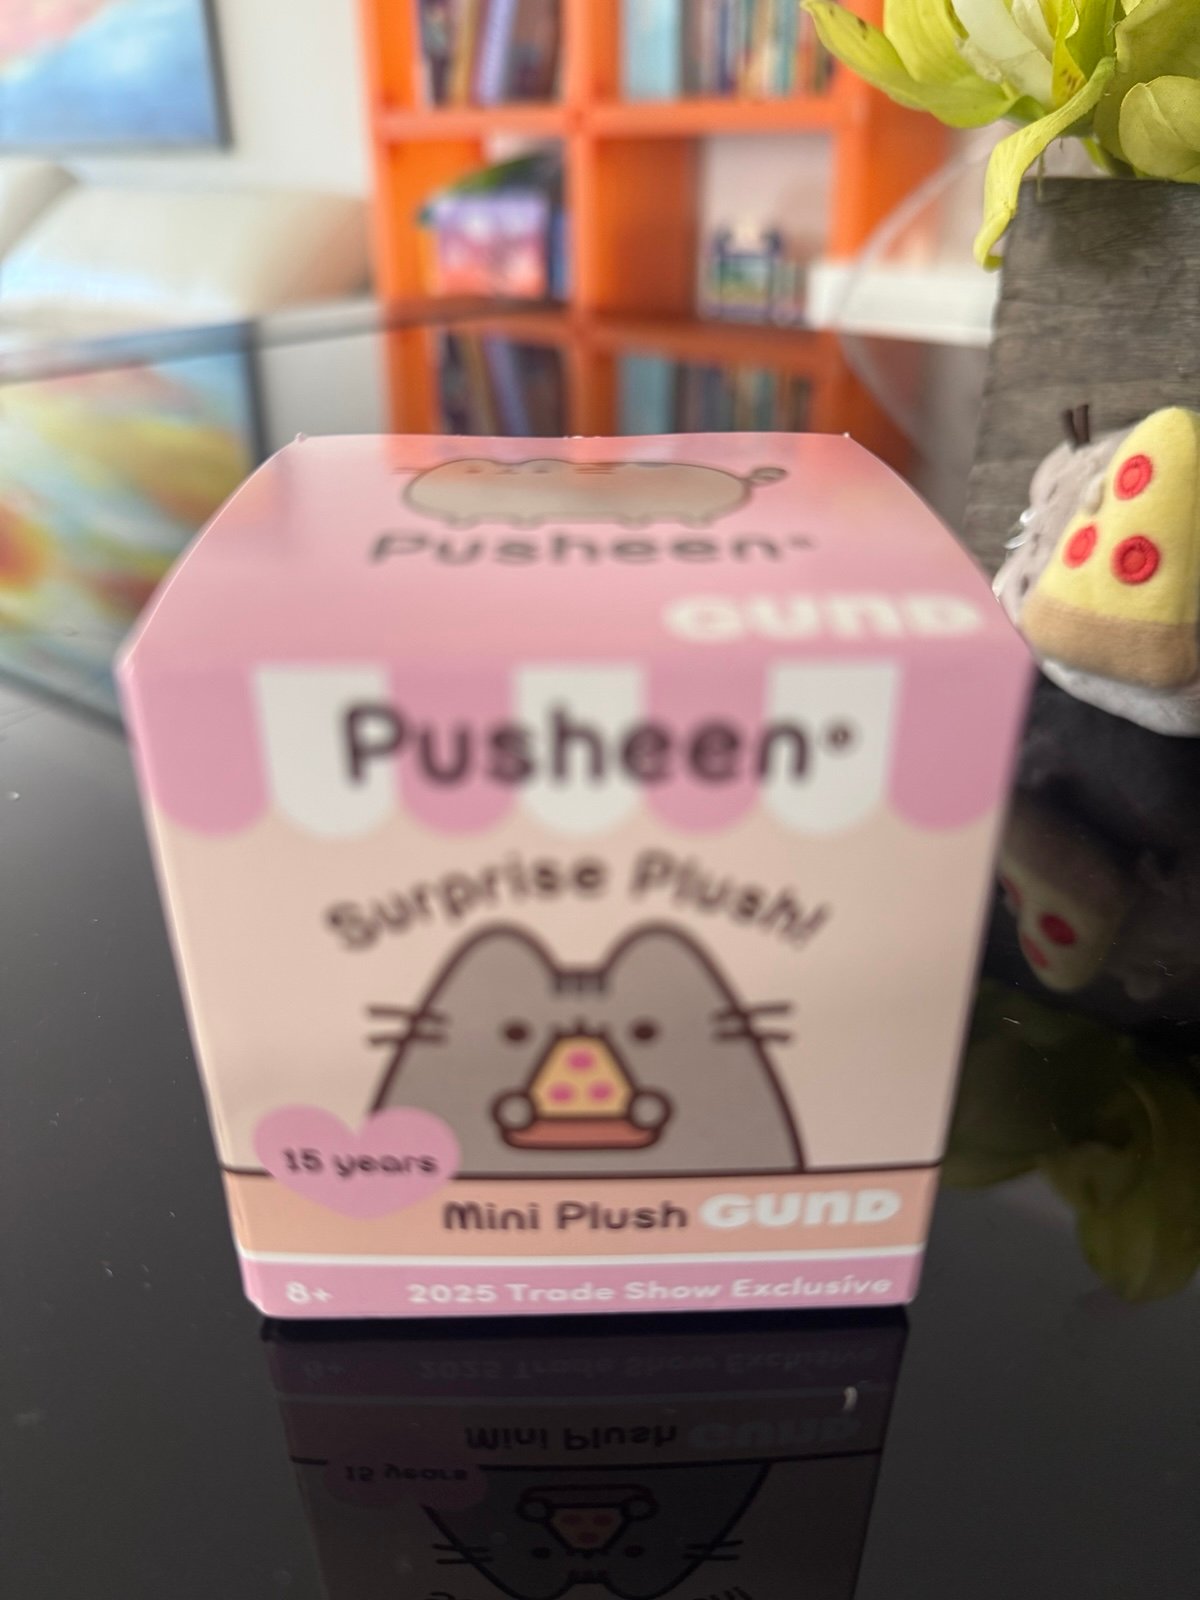 Pusheen®
GUND
Pusheen®
Surprise Plush!
15 years
Mini Plush GUND
8+ 2025 Trade Show Exclusive